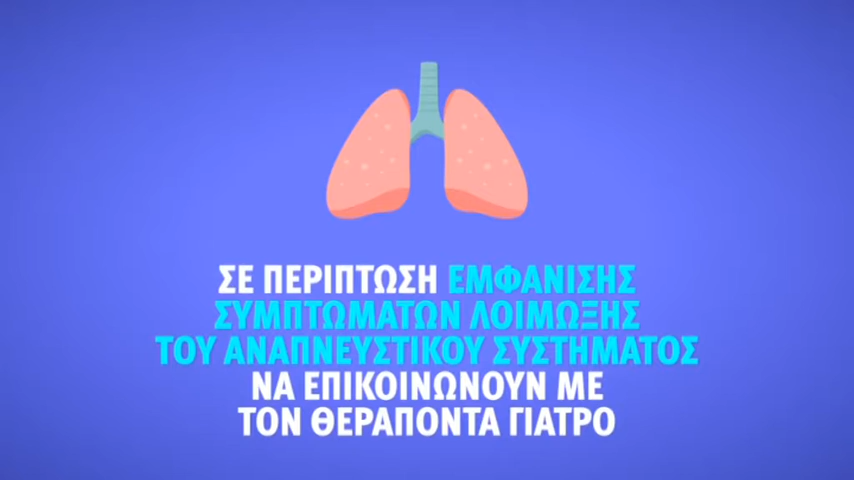 ΣΕ ΠΕΡΙΠΤΩΣΗ ΕΜΦΑΝΙΣΗΣ
ΣΥΜΠΤΩΜΑΤΩΝ ΛΟΙΜΩΞΗΣ
ΤΟΥ ΑΝΑΠΝΕΥΣΤΙΚΟΥ ΣΥΣΤΗΜΑΤΟΣ
ΝΑ ΕΠΙΚΟΙΝΩΝΟΥΝ ΜΕ
ΤΟΝ ΘΕΡΑΠΟΝΤΑ ΓΙΑΤΡΟ